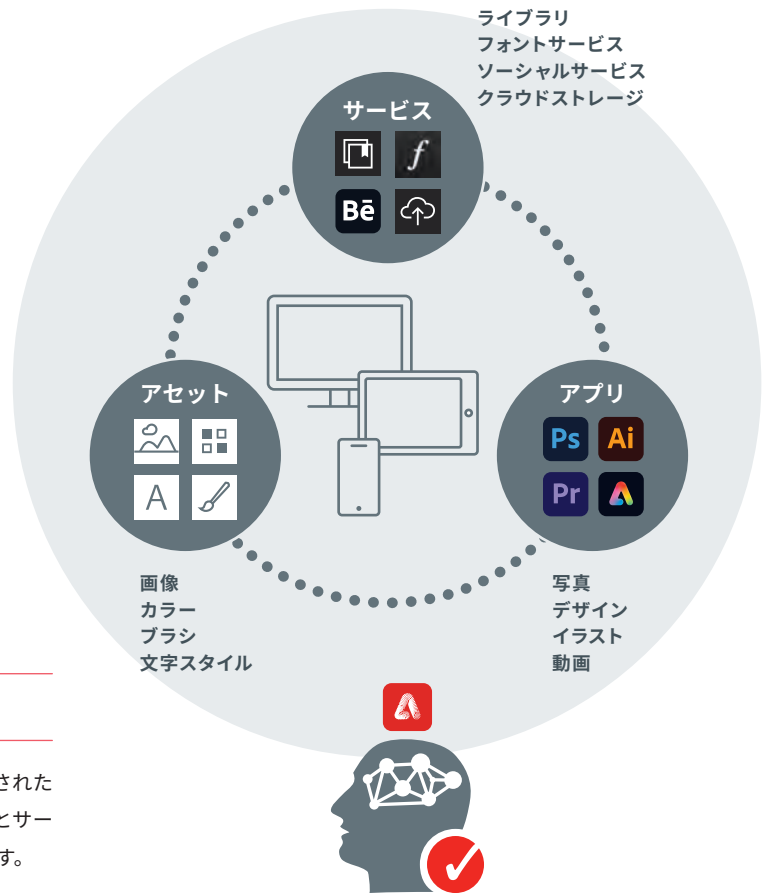 ライブラリ
フォントサービス
ソーシャルサービス
クラウドストレージ
サービス
f
Bē
アセット
A
アプリ
Ps Ai
Pr
画像
カラー
ブラシ
文字スタイル
写真
デザイン
イラスト
動画
された
とサー
す。